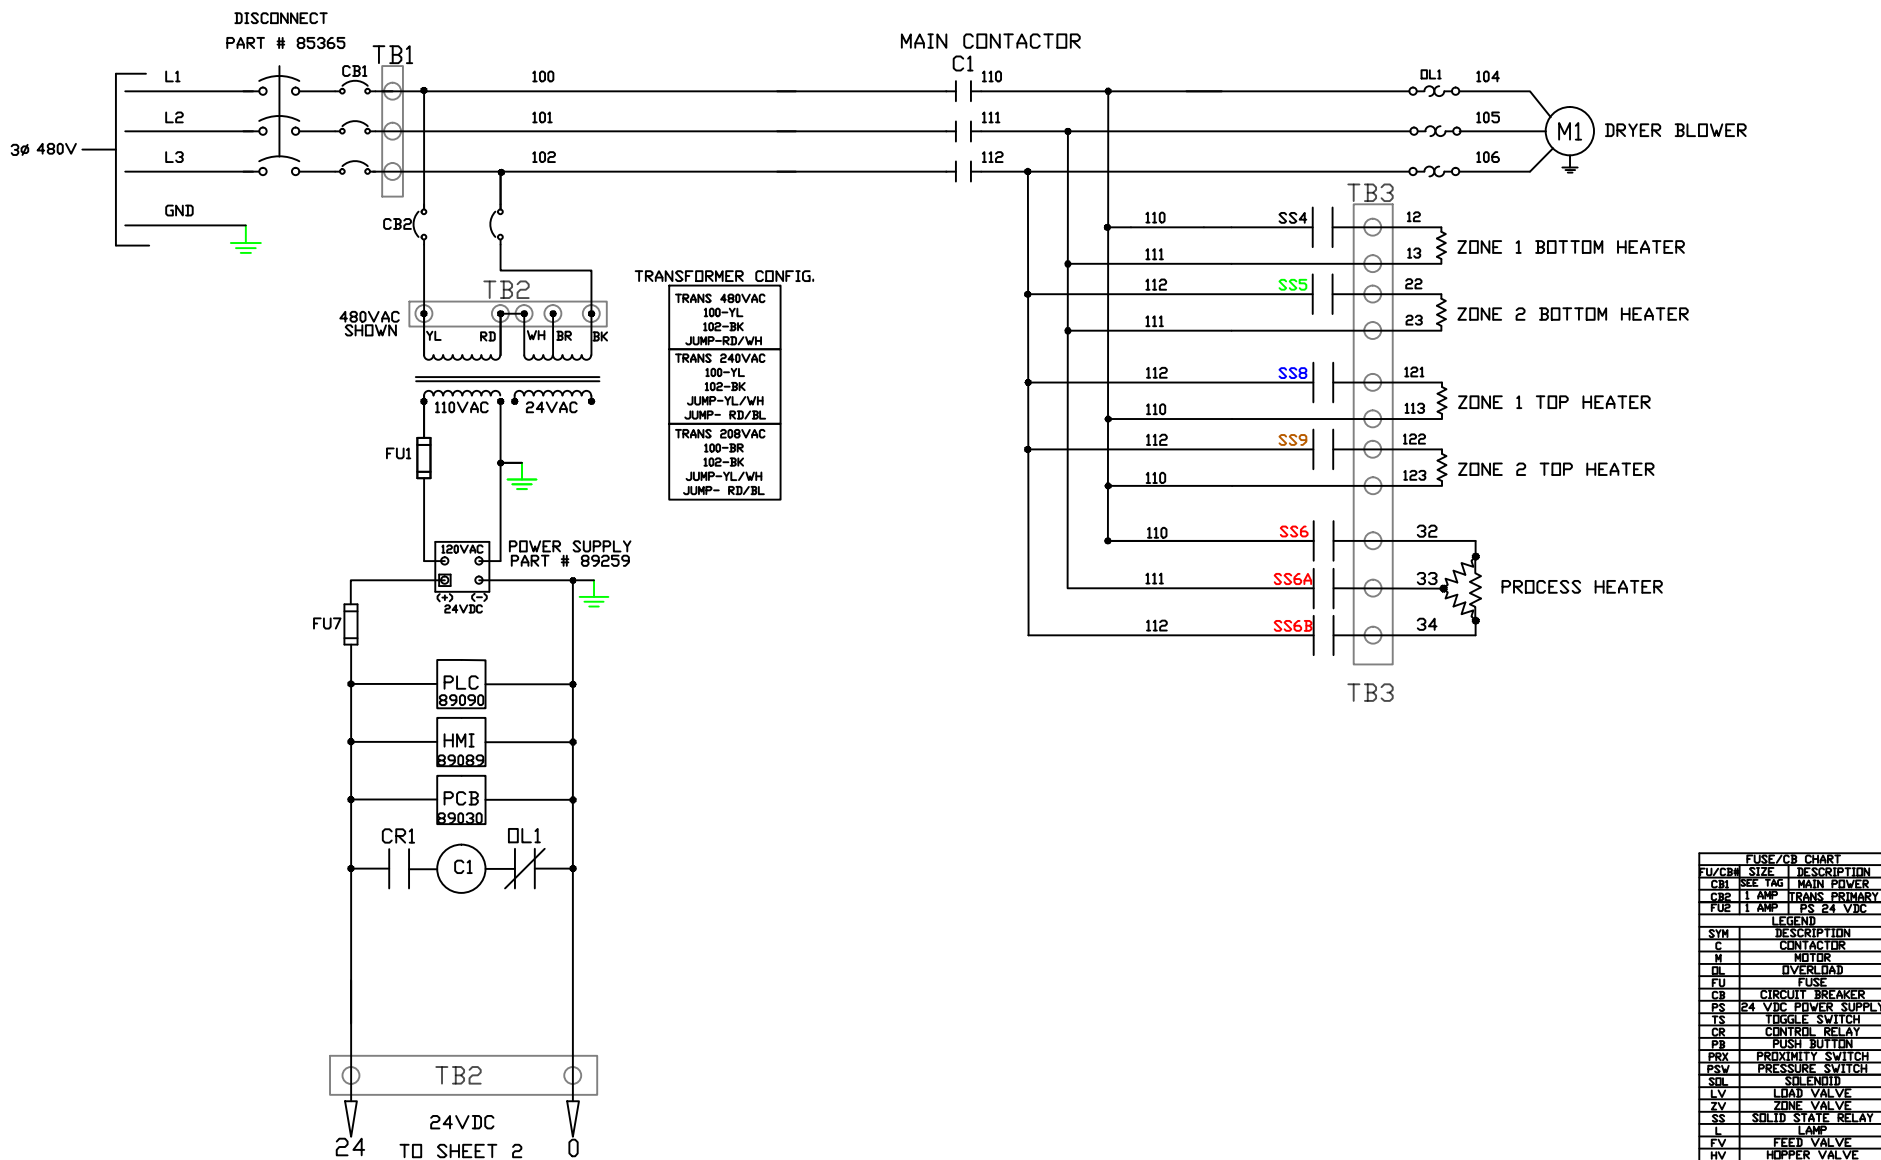 DISCONNECT
PART # 85365
TB1
MAIN CONTACTOR
C1
L1
CB1
100
110
OL1
104
L2
101
111
105
M1
DRYER BLOWER
3ø 480V
L3
102
112
106
GND
CB2
TB2
480VAC
SHOWN
YL
RD
WH
BR
BK
110VAC
24VAC
FU1
TRANSFORMER CONFIG.
TRANS 480VAC
100-YL
102-BK
JUMP-RD/WH
TRANS 240VAC
100-YL
102-BK
JUMP-YL/WH
JUMP- RD/BL
TRANS 208VAC
100-BR
102-BK
JUMP-YL/WH
JUMP- RD/BL
TB3
110
SS4
12
111
13
ZONE 1 BOTTOM HEATER
112
SS5
22
111
23
ZONE 2 BOTTOM HEATER
112
SS8
121
110
113
ZONE 1 TOP HEATER
112
SS9
122
110
123
ZONE 2 TOP HEATER
110
SS6
32
111
SS6A
33
PROCESS HEATER
112
SS6B
34
TB3
120VAC
POWER SUPPLY
PART # 89259
(+) (-)
24VDC
FU7
PLC
89090
HMI
89089
PCB
89030
CR1
C1
OL1
TB2
24VDC
24
TO SHEET 2
0
FUSE/CB CHART
FU/CB# SIZE DESCRIPTION
CB1 SEE TAG MAIN POWER
CB2 1 AMP TRANS PRIMARY
FU2 1 AMP PS 24 VDC
LEGEND
SYM DESCRIPTION
C CONTACTOR
M MOTOR
OL OVERLOAD
FU FUSE
CB CIRCUIT BREAKER
PS 24 VDC POWER SUPPLY
TS TOGGLE SWITCH
CR CONTROL RELAY
PB PUSH BUTTON
PRX PROXIMITY SWITCH
PSW PRESSURE SWITCH
SOL SOLENOID
LV LOAD VALVE
ZV ZONE VALVE
SS SOLID STATE RELAY
L LAMP
FV FEED VALVE
HV HOPPER VALVE